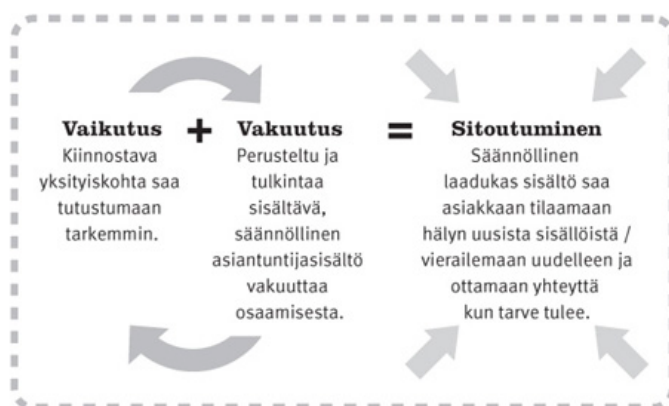 Vaikutus + Vakuutus = Sitoutuminen
Kiinnostava
yksityiskohta saa
tutustumaan
tarkemmin.
Perusteltu ja
tulkintaa
sisältävä,
säännöllinen
asiantuntijasisältö
vakuuttaa
osaamisesta.
Säännöllinen
laadukas sisältö saa
asiakkaan tilaamaan
hälyn uusista sisällöistä /
vierailemaan uudelleen ja
ottamaan yhteyttä
kun tarve tulee.